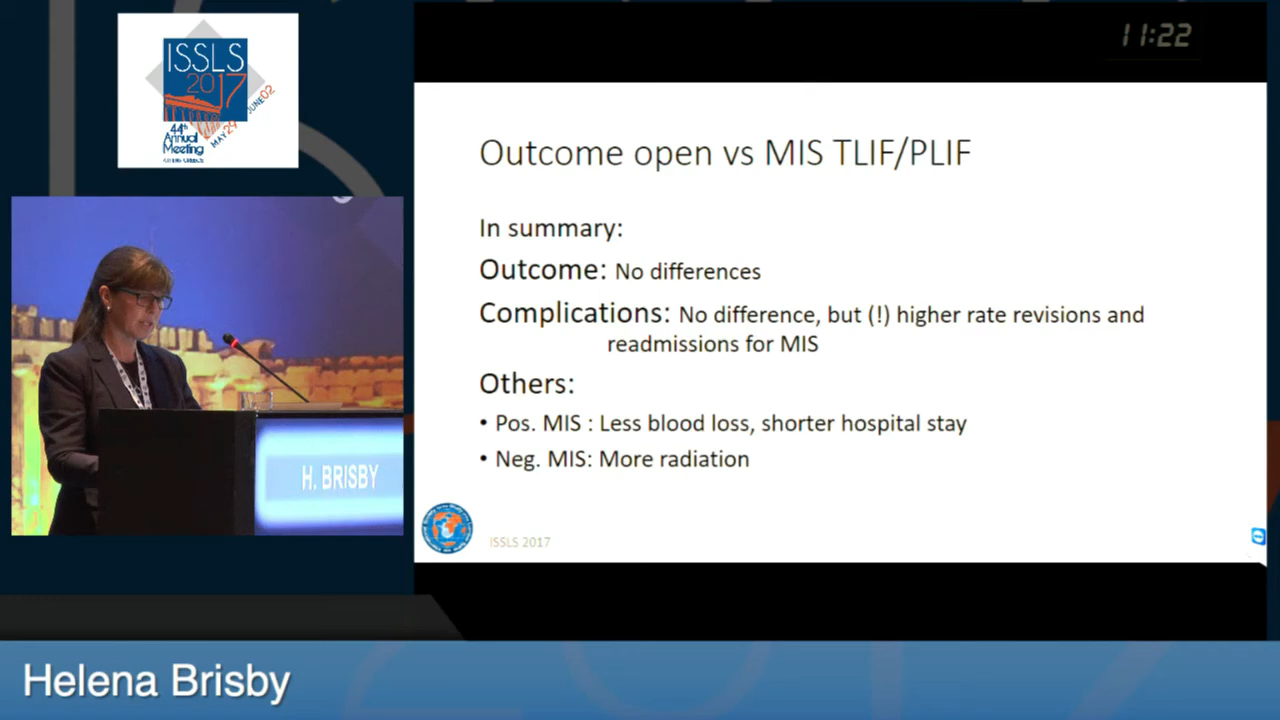 ISSLS
2017
44th
Annual
Meeting
MAY 29
JUNE 02
11:22
Outcome open vs MIS TLIF/PLIF
In summary:
Outcome: No differences
Complications: No difference, but (!) higher rate revisions and
readmissions for MIS
Others:
• Pos. MIS : Less blood loss, shorter hospital stay
• Neg. MIS: More radiation
ISSLS 2017
H. BRISBY
Helena Brisby